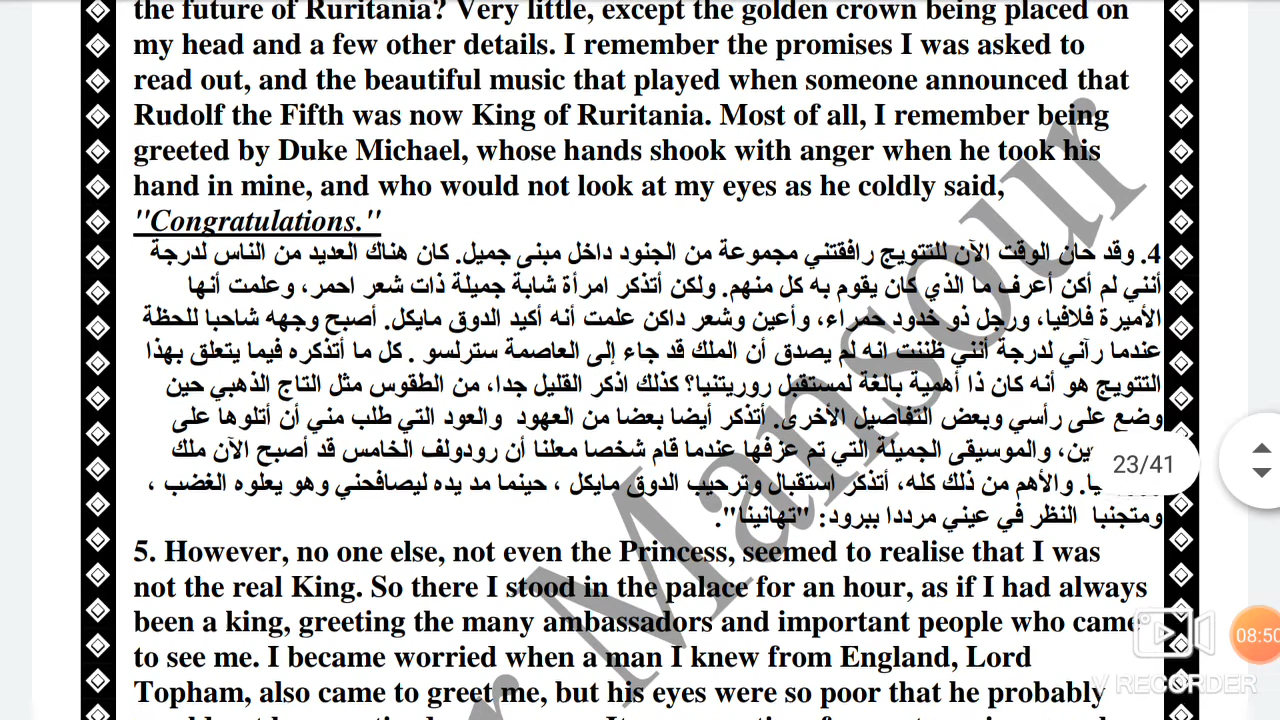 the future of Ruritania? Very little, except the golden crown being placed on
my head and a few other details. I remember the promises I was asked to
read out, and the beautiful music that played when someone announced that
Rudolf the Fifth was now King of Ruritania. Most of all, I remember being
greeted by Duke Michael, whose hands shook with anger when he took his
hand in mine, and who would not look at my eyes as he coldly said,
"Congratulations."
4. وقد حان الوقت الآن للتتويج رافقتني مجموعة من الجنود داخل مبنى جميل. كان هناك العديد من الناس لدرجة
أنني لم أكن أعرف ما الذي كان يقوم به كل منهم. ولكن أتذكر امرأة شابة جميلة ذات شعر احمر، وعلمت أنها
الأميرة فلافيا، ورجل ذو خدود حمراء، وأعين وشعر داكن علمت أنه أكيد الدوق مايكل. أصبح وجهه شاحبا للحظة
عندما رآني لدرجة أنني ظننت انه لم يصدق أن الملك قد جاء إلى العاصمة سترلسو . كل ما أتذكره فيما يتعلق بهذا
التتويج هو أنه كان ذا أهمية بالغة لمستقبل روريتنيا؟ كذلك اذكر القليل جدا، من الطقوس مثل التاج الذهبي حين
وضع على رأسي وبعض التفاصيل الأخرى. أتذكر أيضا بعضا من العهود والعود التي طلب مني أن أتلوها على
ين، والموسيقى الجميلة التي تم عزفها عندما قام شخصا معلنا أن رودولف الخامس قد أصبح الآن ملك
يا. والأهم من ذلك كله، أتذكر استقبال وترحيب الدوق مايكل ، حينما مد يده ليصافحني وهو يعلوه الغضب ،
ومتجنبا النظر في عيني مرددا ببرود: "تهانينا".
23/41
5. However, no one else, not even the Princess, seemed to realise that I was
not the real King. So there I stood in the palace for an hour, as if I had always
been a king, greeting the many ambassadors and important people who came
to see me. I became worried when a man I knew from England, Lord
Topham, also came to greet me, but his eyes were so poor that he probably
08:50
V RECORDER
r Mansour